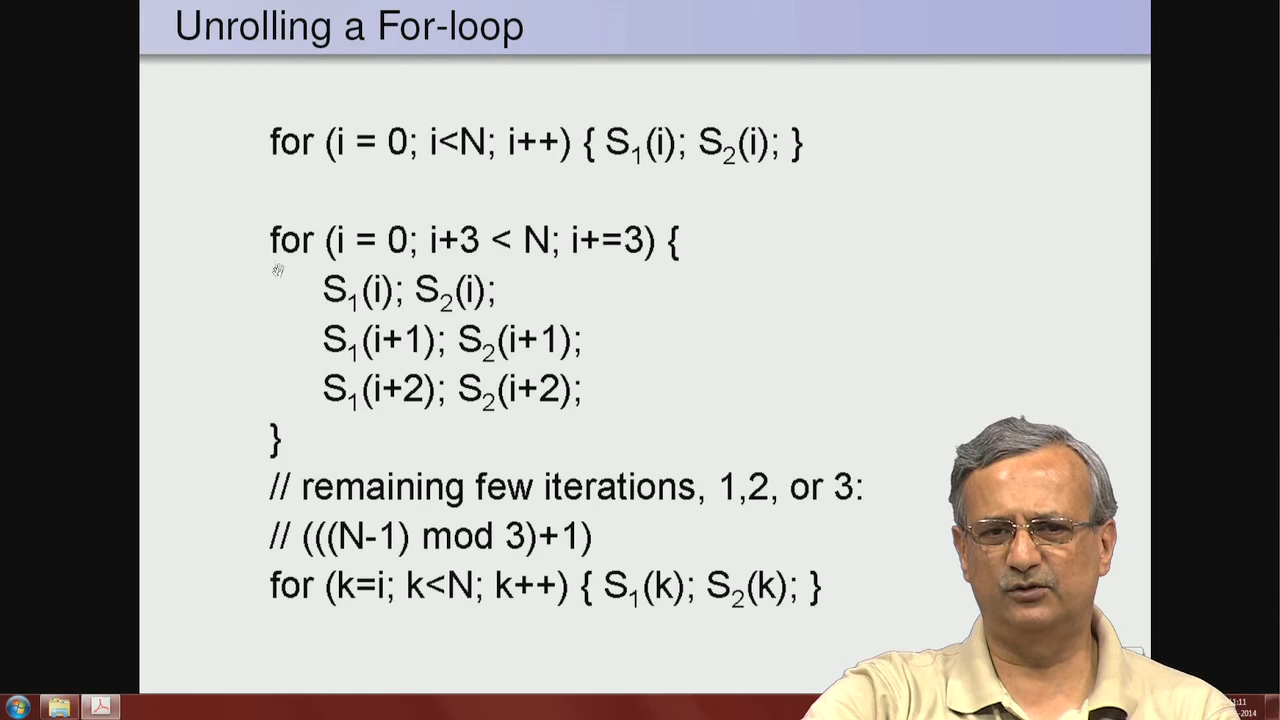 Unrolling a For-loop
for (i = 0; i<N; i++) { S₁(i); S₂(i); }
for (i = 0; i+3 < N; i+=3) {
S₁(i); S₂(i);
S₁(i+1); S₂(i+1);
S₁(i+2); S₂(i+2);
}
// remaining few iterations, 1,2, or 3:
// (((N-1) mod 3)+1)
for (k=i; k<N; k++) { S₁(k); S₂(k); }